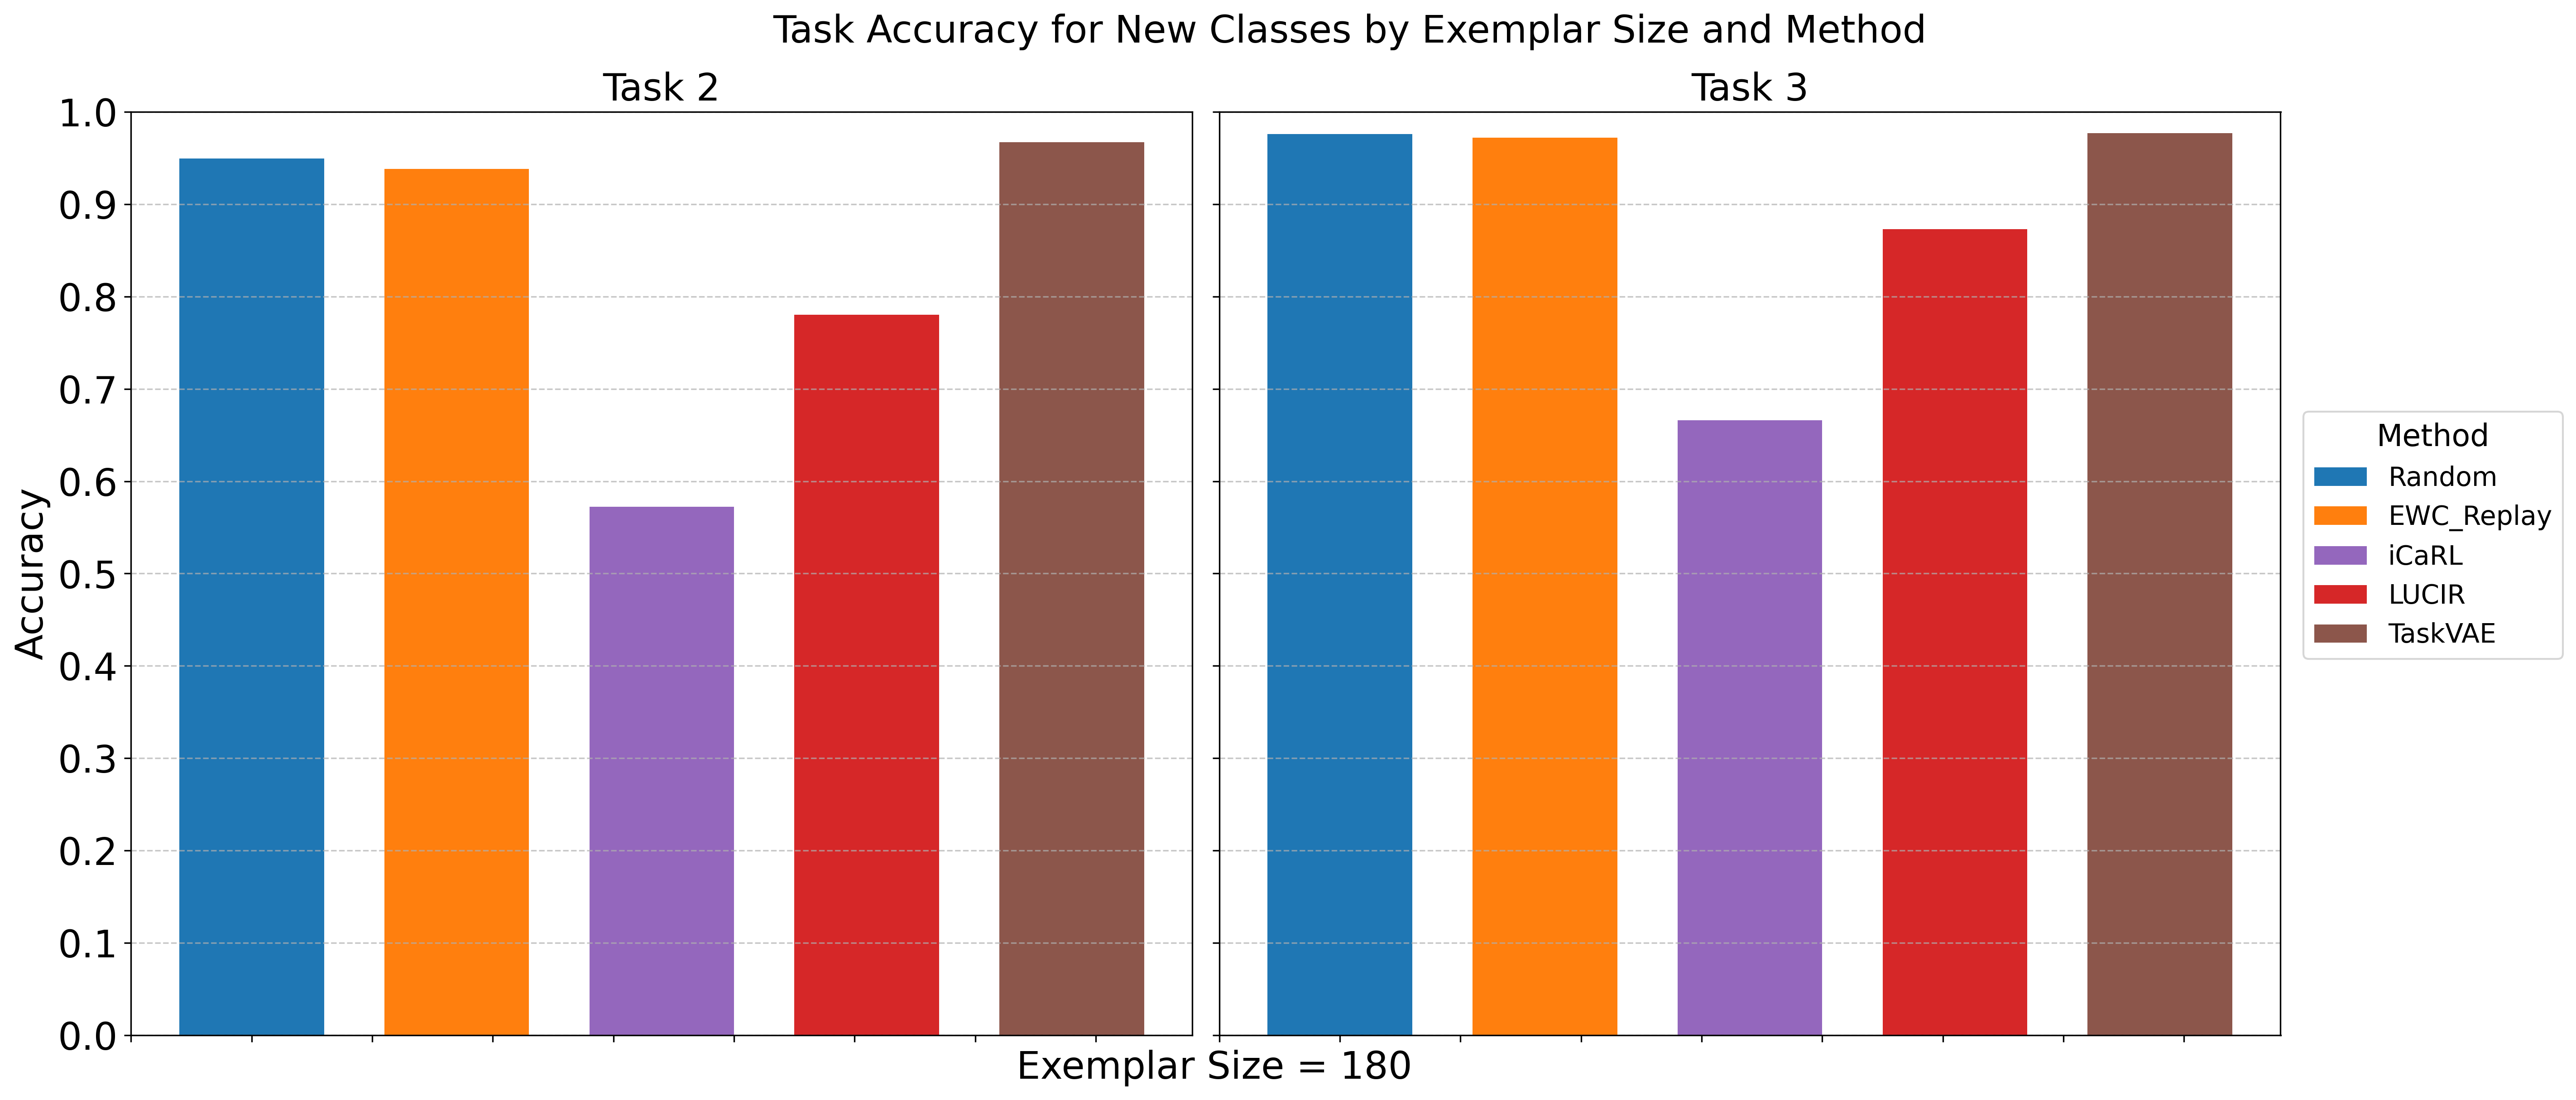 Task Accuracy for New Classes by Exemplar Size and Method
Task 2
Task 3
1.0
0.9
0.8
0.7
0.6
0.5
0.4
0.3
0.2
0.1
0.0
Accuracy
Exemplar Size = 180
Method
Random
EWC_Replay
iCaRL
LUCIR
TaskVAE